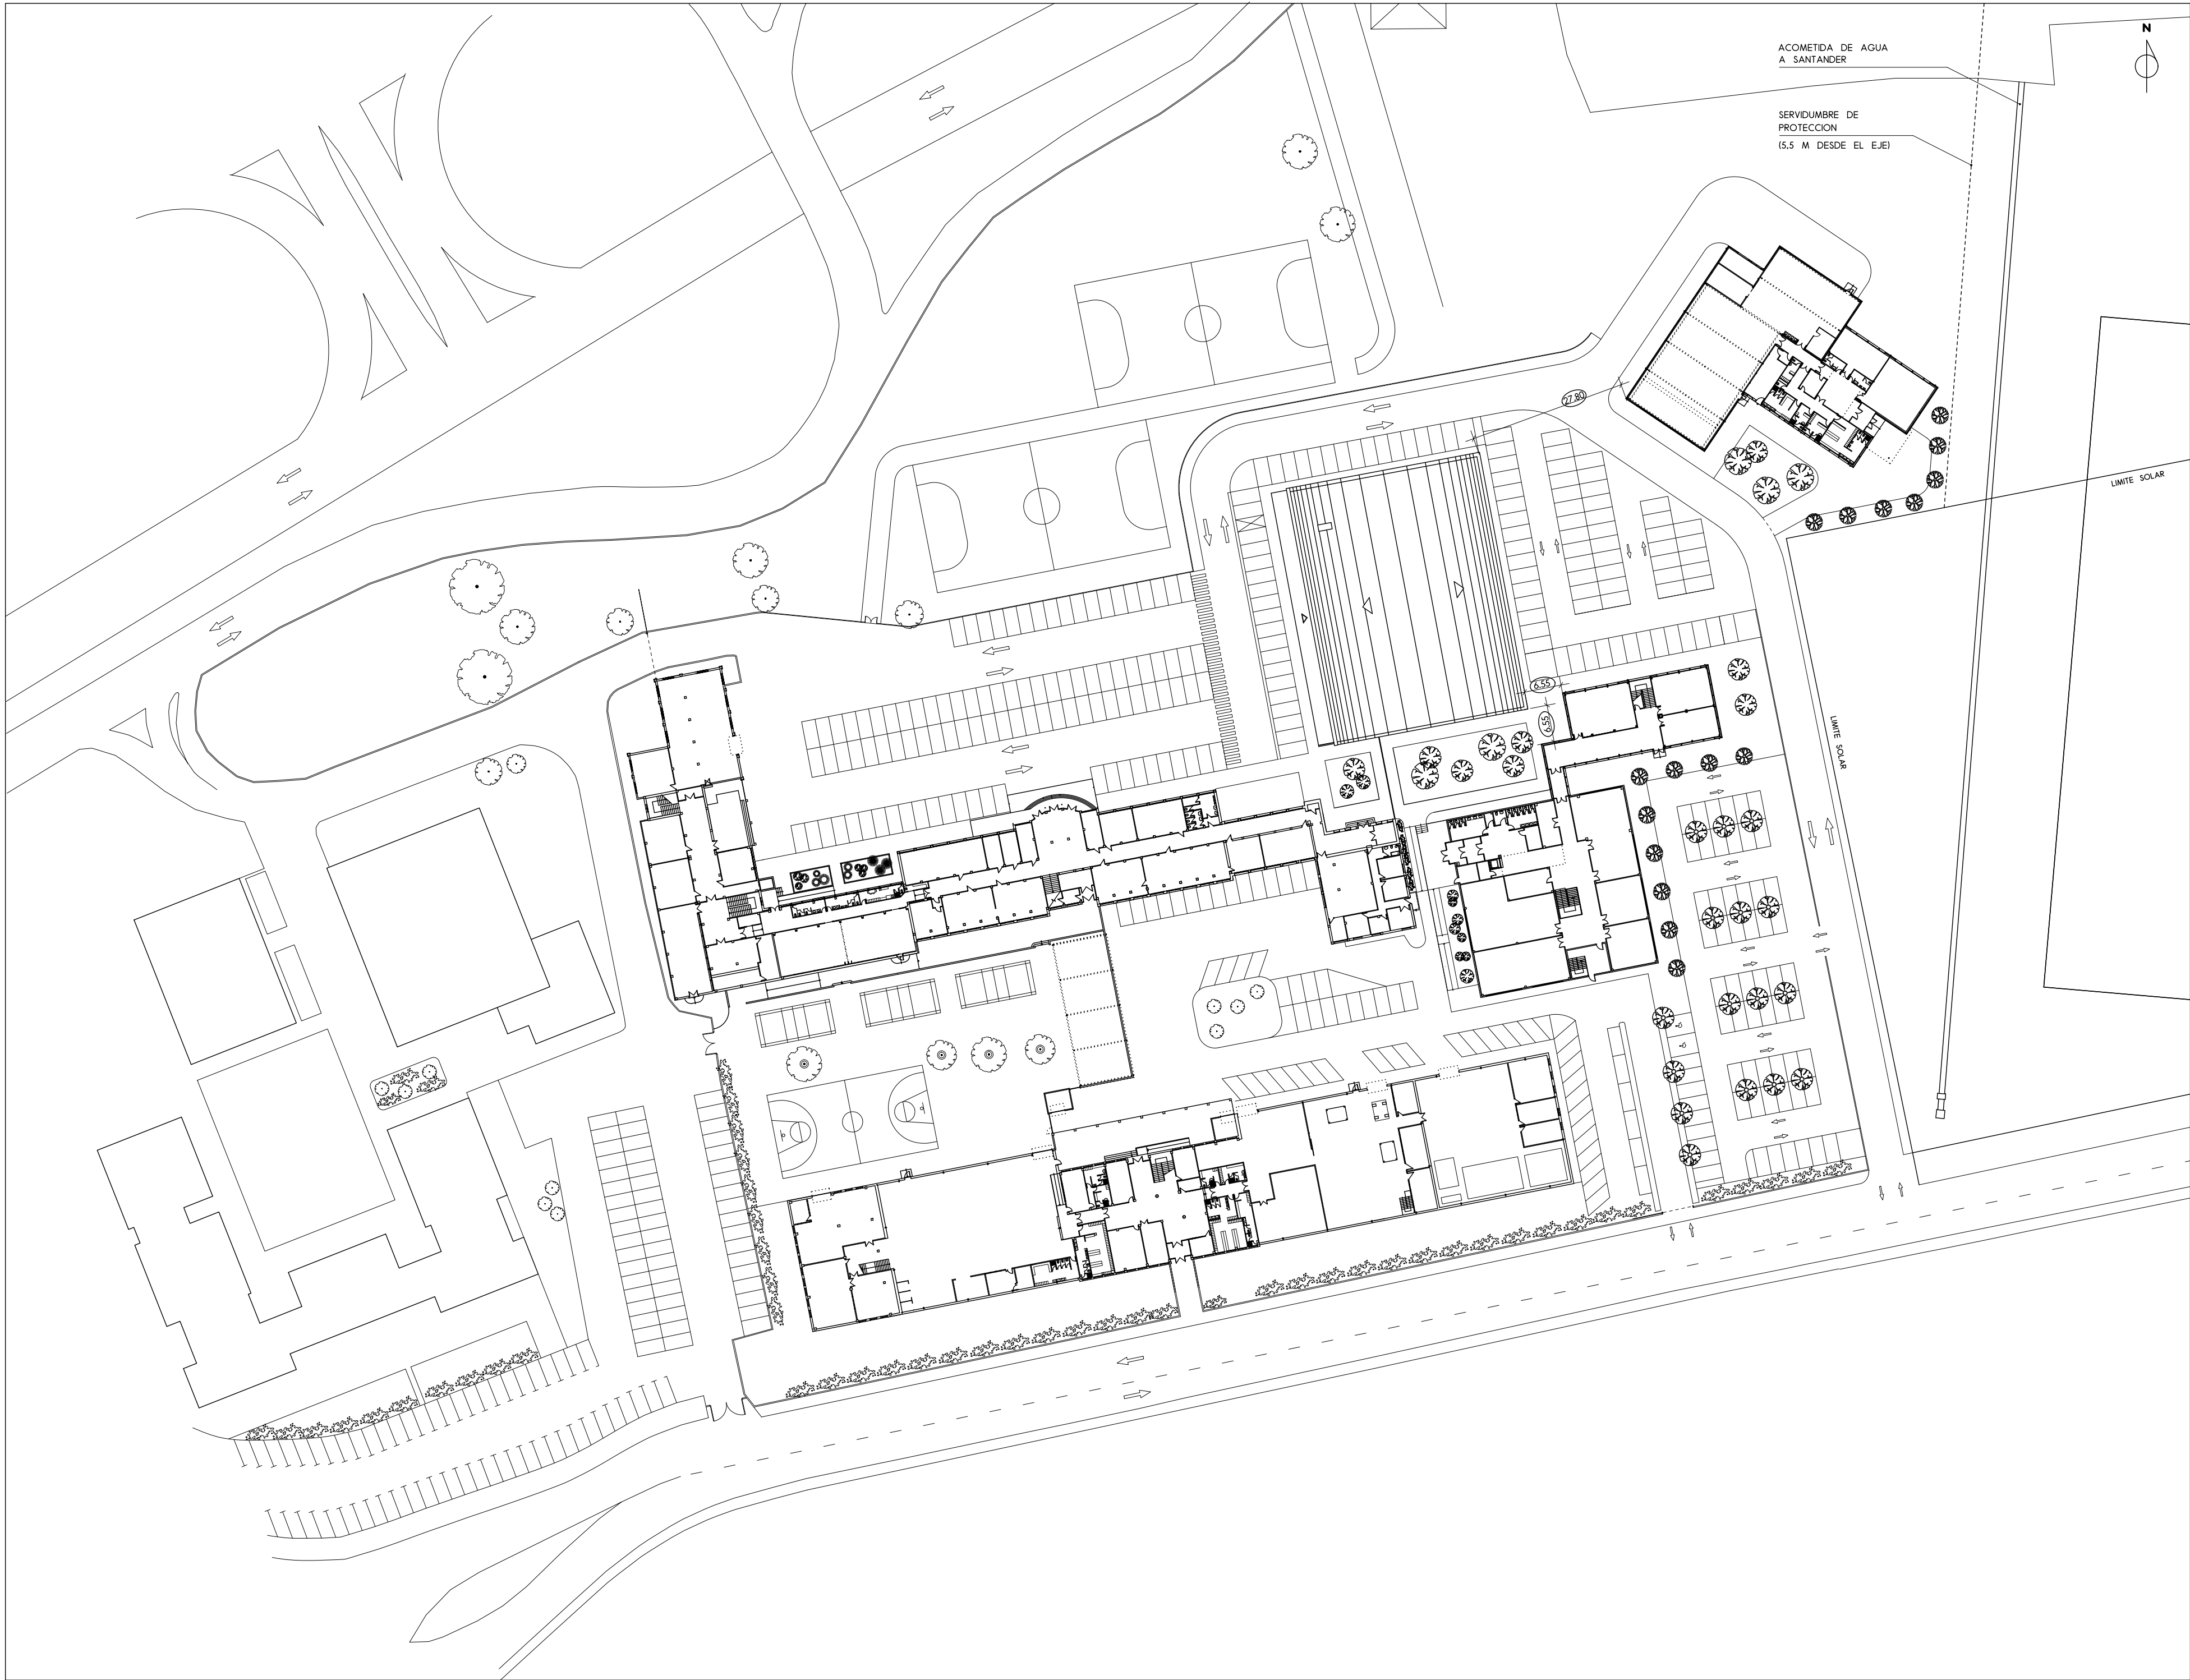 N
ACOMETIDA DE AGUA
A SANTANDER
SERVIDUMBRE DE
PROTECCION
(5.5 M DESDE EL EJE)
27.80
LIMITE SOLAR
6.55
6.55
LIMITE SOLAR